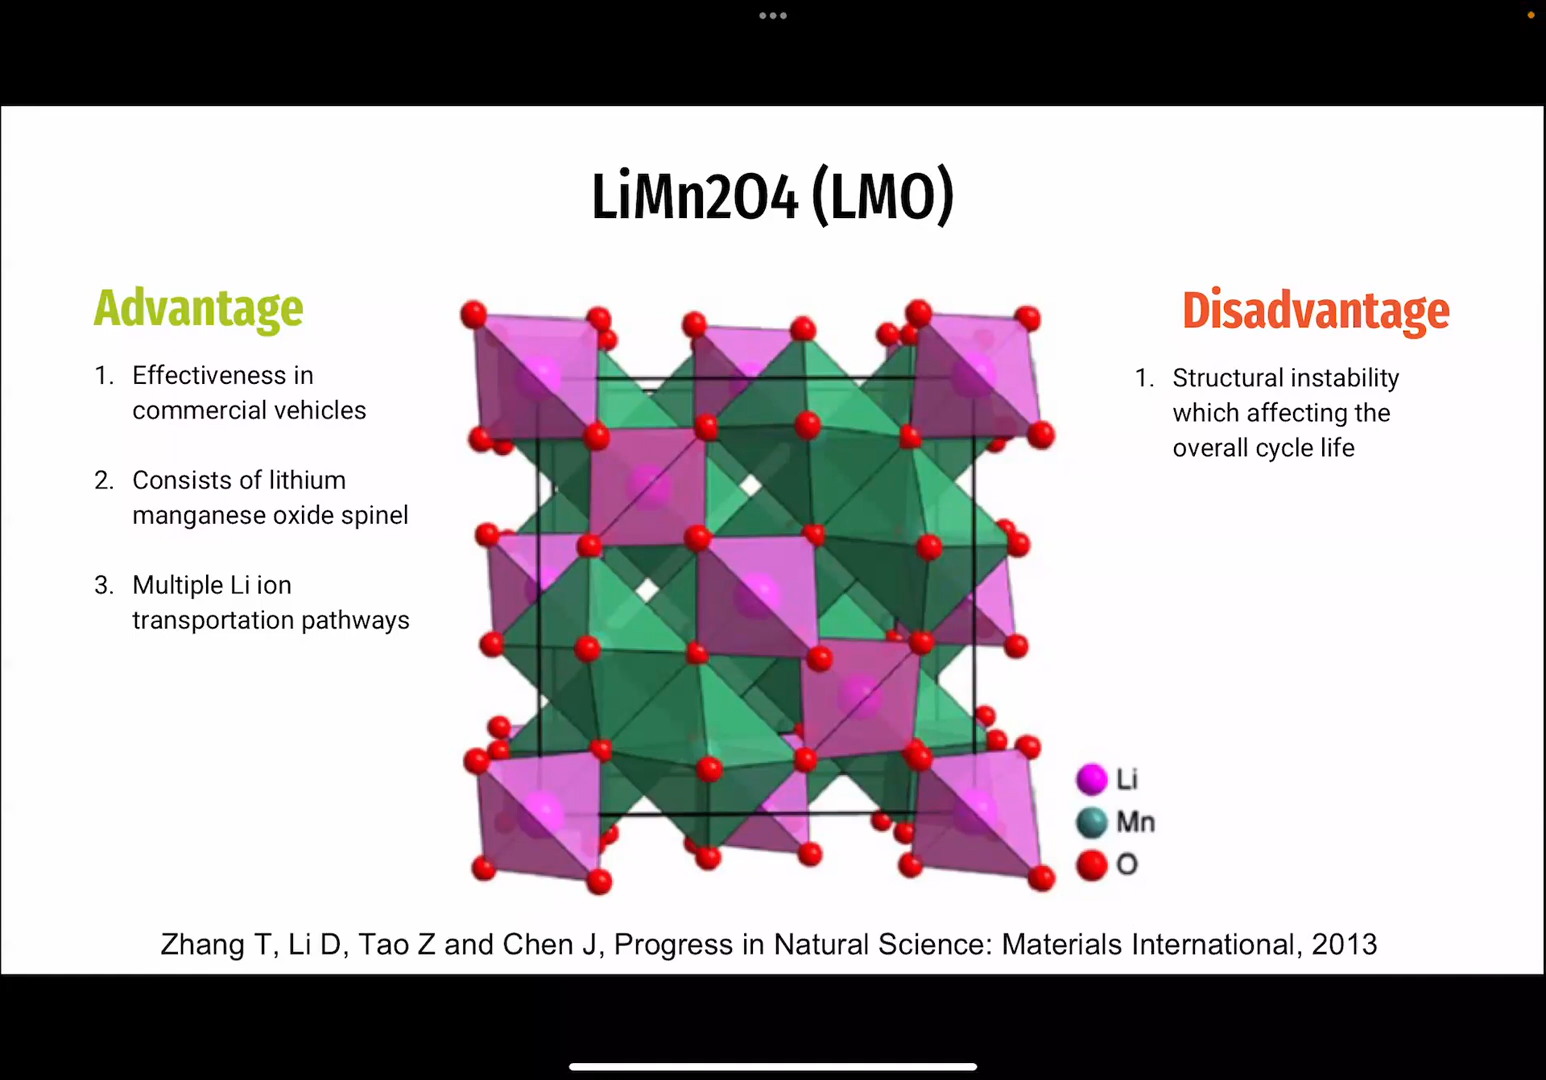 LiMn2O4 (LMO)
Advantage
1. Effectiveness in
commercial vehicles
2. Consists of lithium
manganese oxide spinel
3. Multiple Li ion
transportation pathways
Disadvantage
1. Structural instability
which affecting the
overall cycle life
Li
Mn
O
Zhang T, Li D, Tao Z and Chen J, Progress in Natural Science: Materials International, 2013